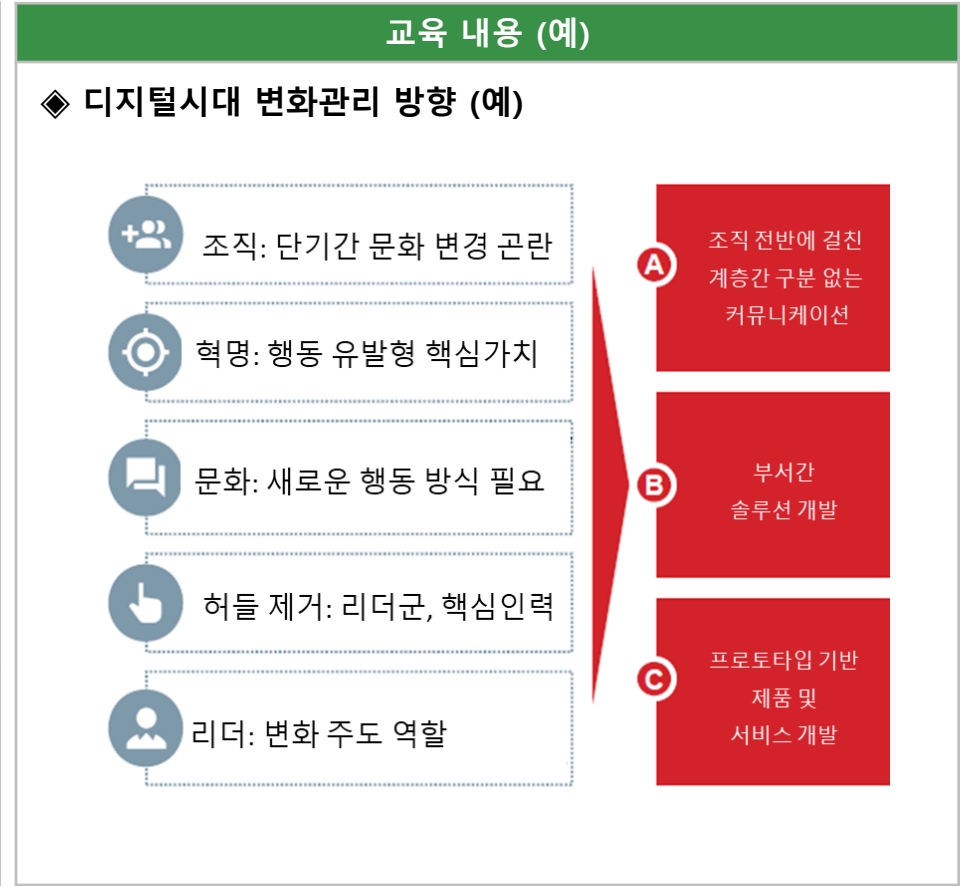 교육 내용 (예)
◈ 디지털시대 변화관리 방향 (예)
조직: 단기간 문화 변경 곤란
혁명: 행동 유발형 핵심가치
문화: 새로운 행동 방식 필요
허들 제거: 리더군, 핵심인력
리더: 변화 주도 역할
A
조직 전반에 걸친
계층간 구분 없는
커뮤니케이션
B
부서간
솔루션 개발
C
프로토타입 기반
제품 및
서비스 개발